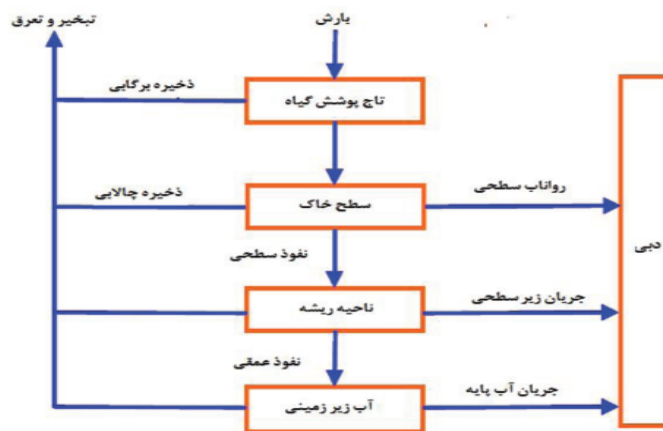 بارش
تبخیر و تعرق
تاج پوشش گیاه
ذخیره برگابی
سطح خاک
ذخیره چالابی
رواناب سطحی
دبی
نفوذ سطحی
ناحیه ریشه
جریان زیر سطحی
نفوذ عمقی
آب زیر زمینی
جریان آب پایه